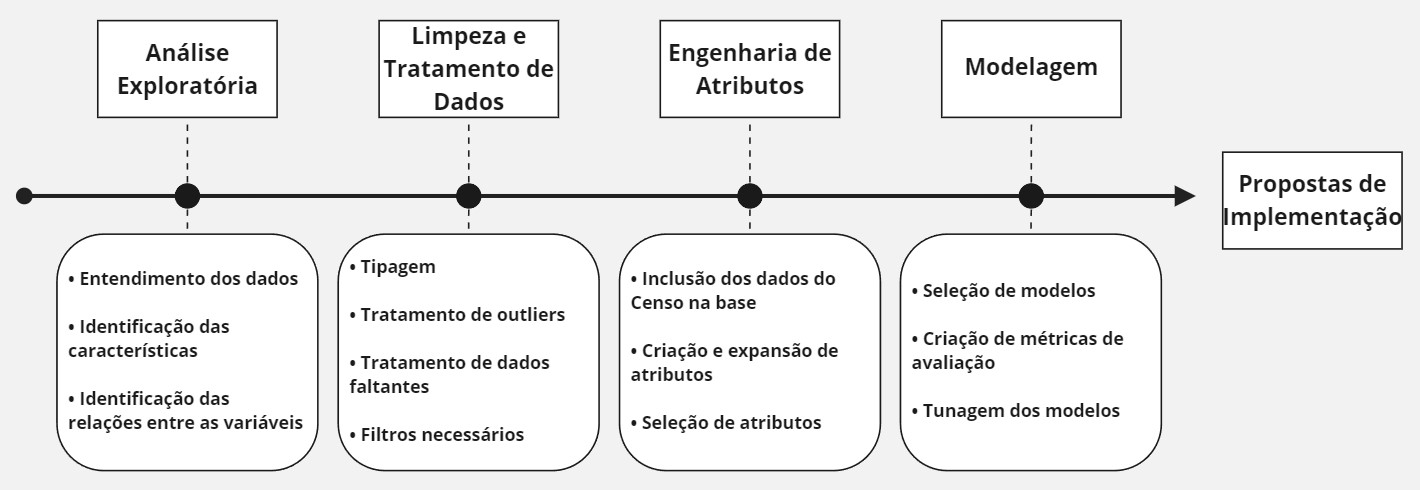 Análise
Exploratória
Limpeza e
Tratamento de
Dados
Engenharia de
Atributos
Modelagem
Propostas de
Implementação
• Entendimento dos dados
• Identificação das
características
• Identificação das
relações entre as variáveis
• Tipagem
• Tratamento de outliers
• Tratamento de dados
faltantes
• Filtros necessários
• Inclusão dos dados do
Censo na base
• Criação e expansão de
atributos
• Seleção de atributos
• Seleção de modelos
• Criação de métricas de
avaliação
• Tunagem dos modelos